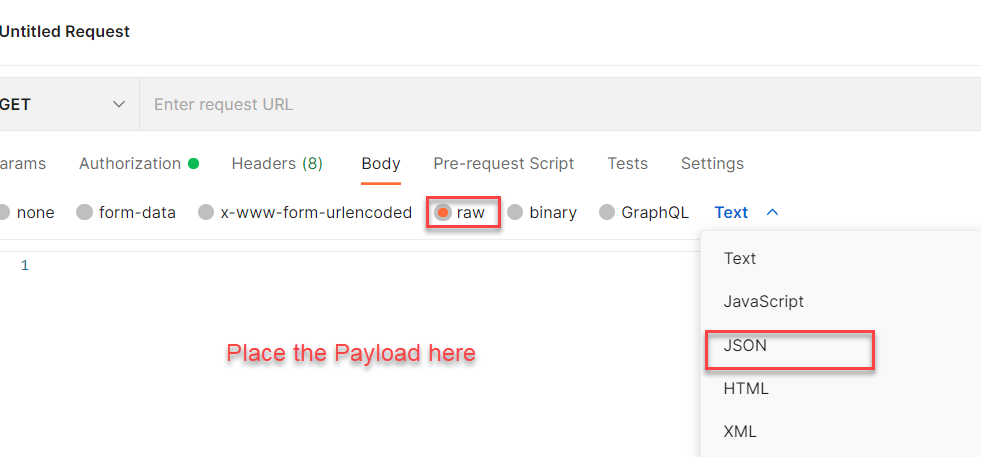 Untitled Request
GET Enter request URL
arams Authorization Headers (8) Body Pre-request Script Tests Settings
none form-data x-www-form-urlencoded raw binary GraphQL Text
1
Text
JavaScript
Place the Payload here
JSON
HTML
XML